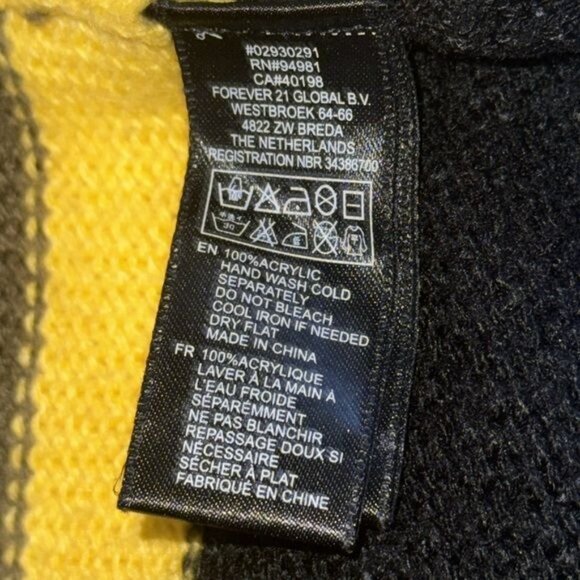 #02930291
RN#94981
CA#40198
FOREVER 21 GLOBAL B.V.
WESTBROEK 64-66
4822 ZW BREDA
THE NETHERLANDS
REGISTRATION NBR 34386700
EN 100%ACRYLIC
HAND WASH COLD
SEPARATELY
DO NOT BLEACH
COOL IRON IF NEEDED
DRY FLAT
MADE IN CHINA
FR 100%ACRYLIQUE
LAVER À LA MAIN À
L'EAU FROIDE
SÉPARÉMMENT
NE PAS BLANCHIR
REPASSAGE DOUX SI
NÉCESSAIRE
SÉCHER À PLAT
FABRIQUÉ EN CHINE